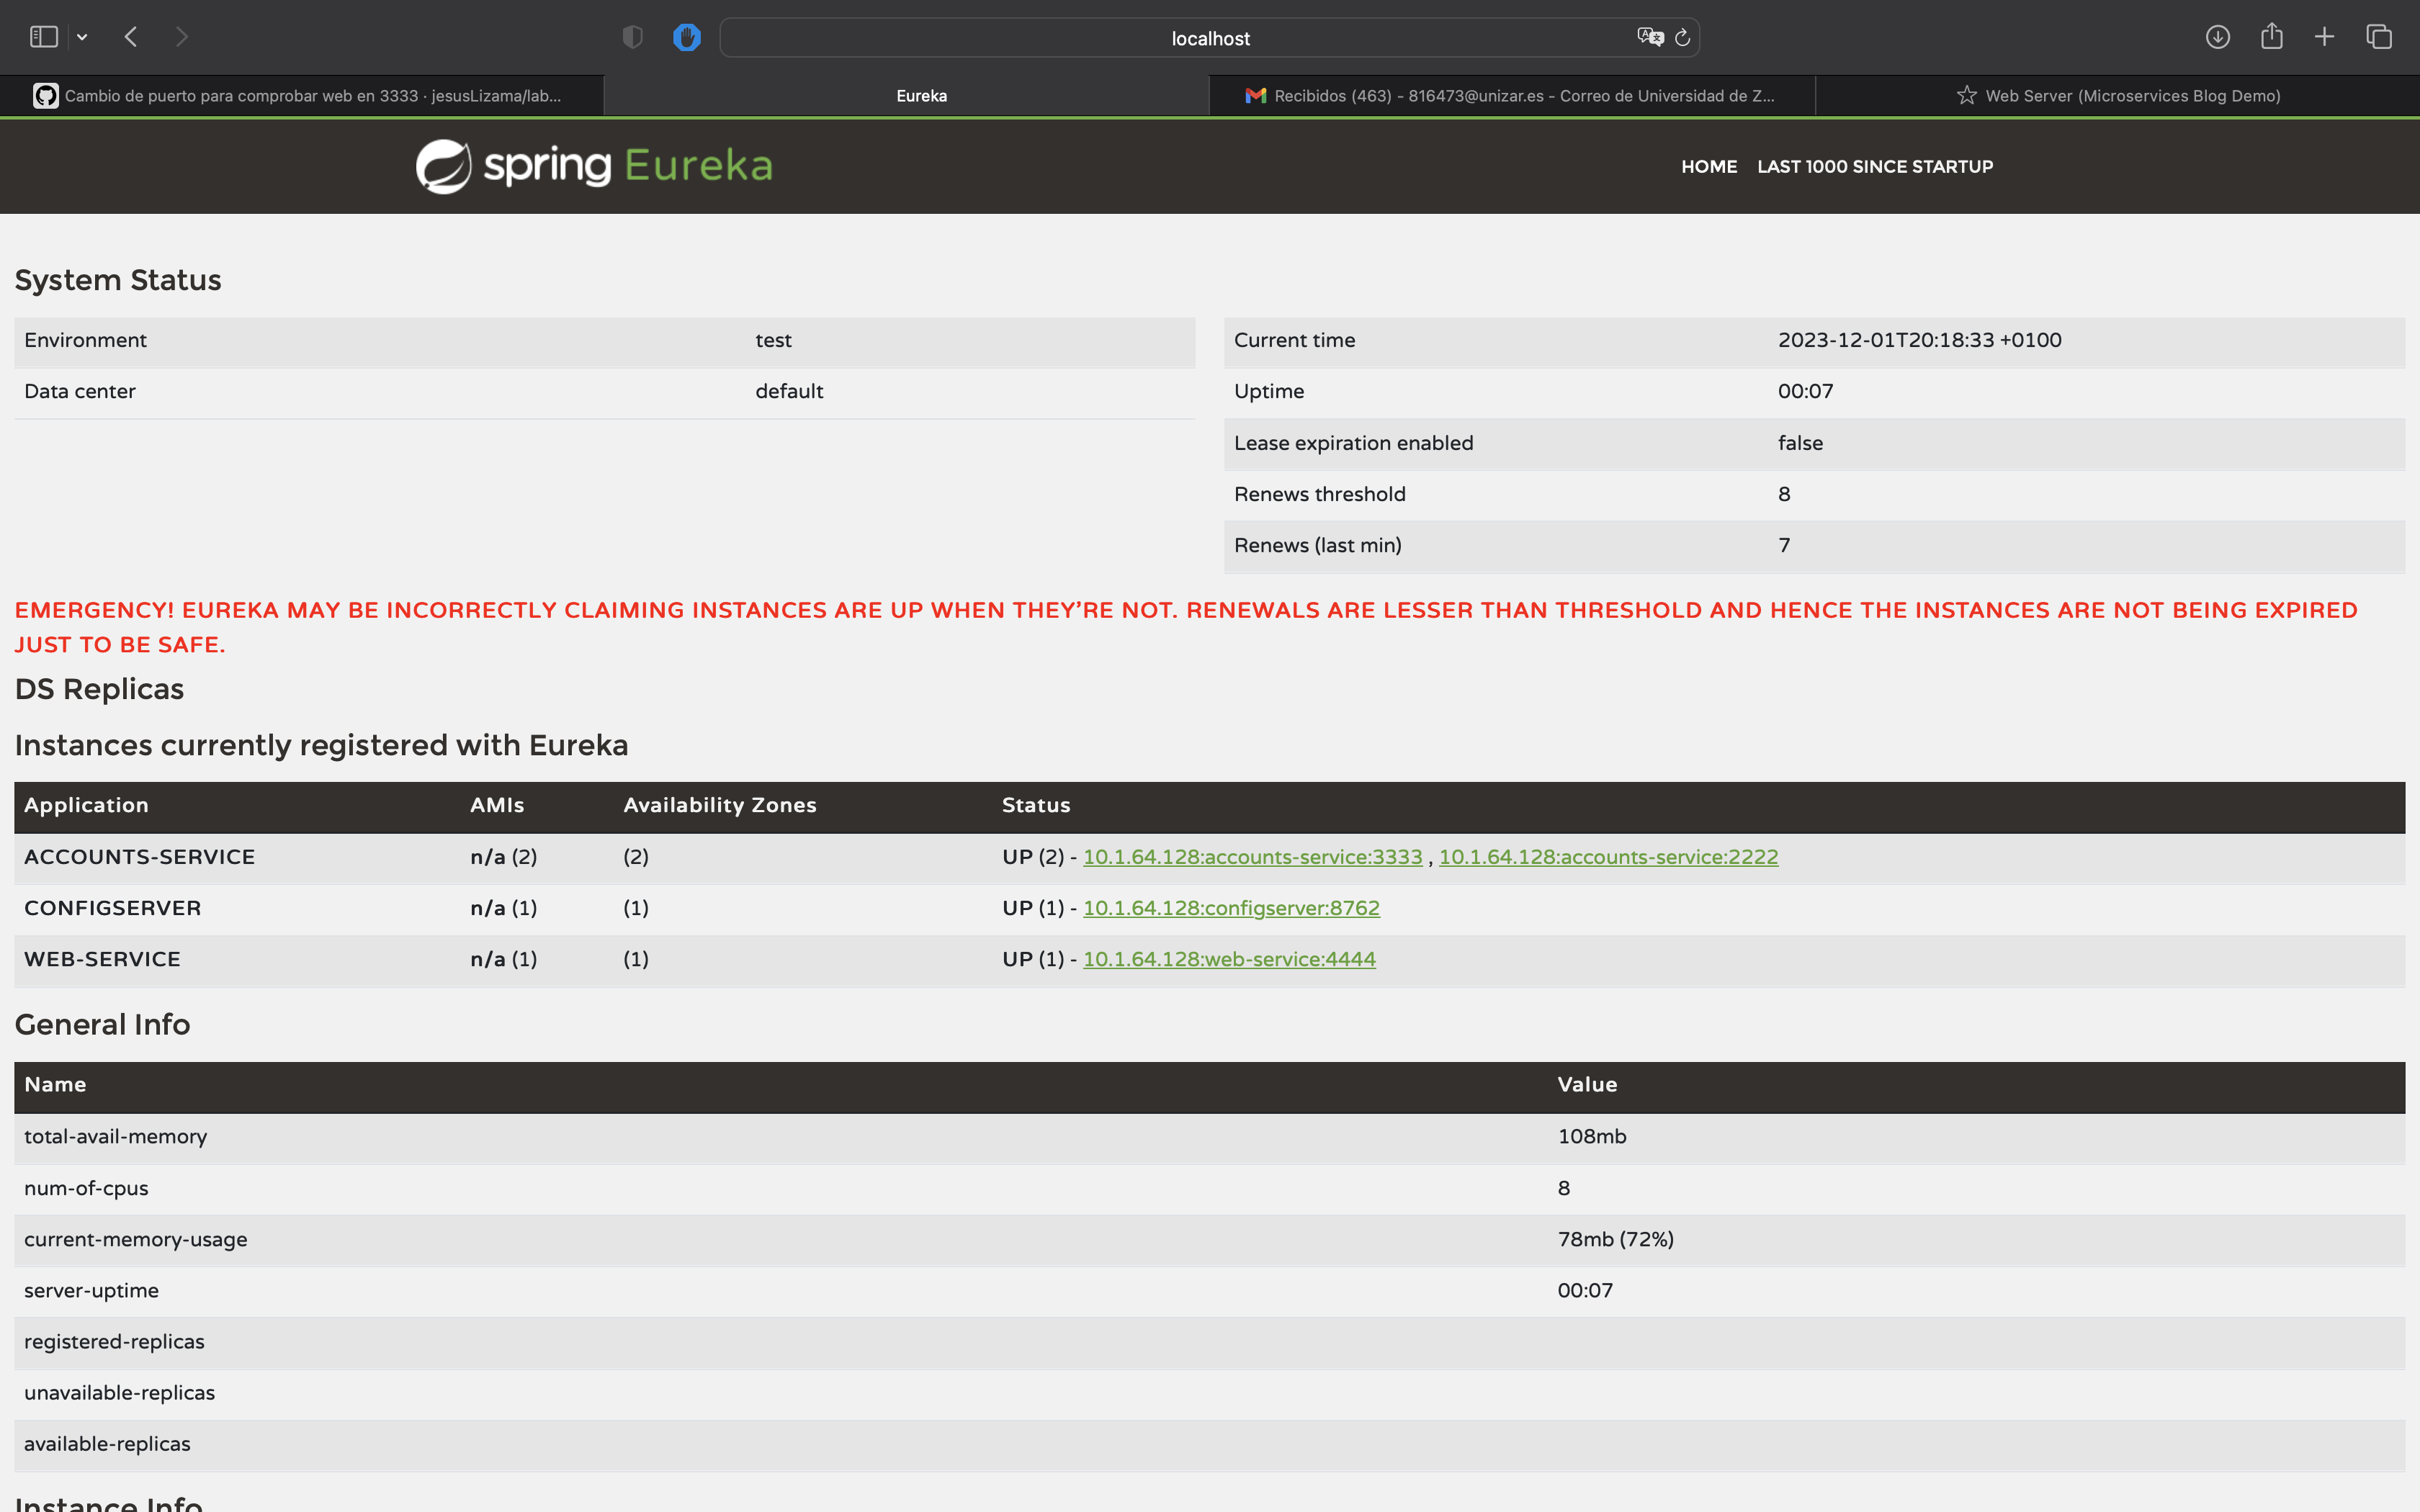 localhost
Cambio de puerto para comprobar web en 3333 · jesusLizama/lab...
Eureka
Recibidos (463) - 816473@unizar.es - Correo de Universidad de Z...
Web Server (Microservices Blog Demo)
spring Eureka
HOME LAST 1000 SINCE STARTUP
System Status
Environment test
Data center default
Current time 2023-12-01T20:18:33 +0100
Uptime 00:07
Lease expiration enabled false
Renews threshold 8
Renews (last min) 7
EMERGENCY! EUREKA MAY BE INCORRECTLY CLAIMING INSTANCES ARE UP WHEN THEY'RE NOT. RENEWALS ARE LESSER THAN THRESHOLD AND HENCE THE INSTANCES ARE NOT BEING EXPIRED
JUST TO BE SAFE.
DS Replicas
Instances currently registered with Eureka
Application AMIs Availability Zones Status
ACCOUNTS-SERVICE n/a (2) (2) UP (2) - 10.1.64.128:accounts-service:3333 , 10.1.64.128:accounts-service:2222
CONFIGSERVER n/a (1) (1) UP (1) - 10.1.64.128:configserver:8762
WEB-SERVICE n/a (1) (1) UP (1) - 10.1.64.128:web-service:4444
General Info
Name Value
total-avail-memory 108mb
num-of-cpus 8
current-memory-usage 78mb (72%)
server-uptime 00:07
registered-replicas
unavailable-replicas
available-replicas
Instance Info